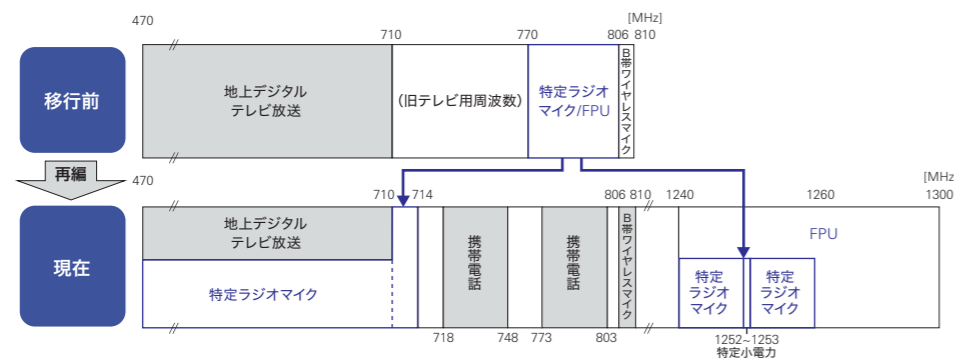 470
710
770
806
810
[MHz]
移行前
地上デジタル
テレビ放送
(旧テレビ用周波数)
特定ラジオ
マイク/FPU
B帯ワイヤレスマイク
再編
470
710
714
806
810
1240
1260
1300
[MHz
現在
地上デジタル
テレビ放送
特定ラジオマイク
携帯電話
携帯電話
B帯ワイヤレスマイク
FPU
特定
ラジオ
マイク
特定
ラジオ
マイク
718
748
773
803
1252~1253
特定小電力